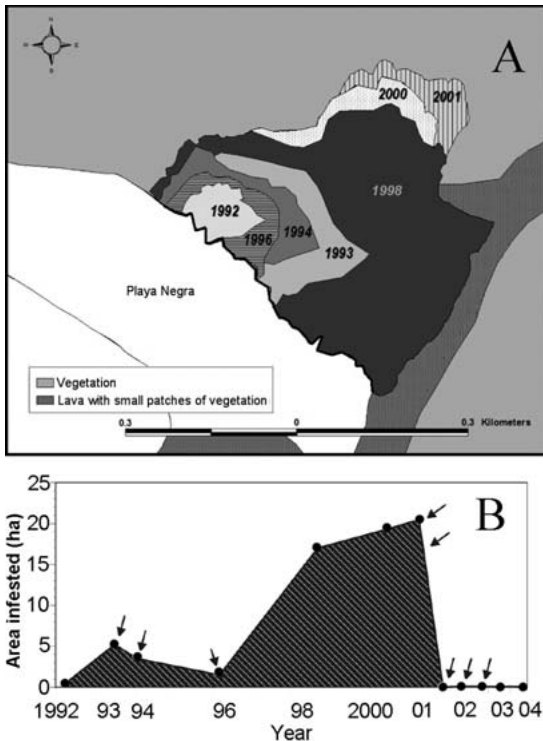 A
N
W
E
S
2000
2001
1998
1992
1996
1994
1993
Playa Negra
Vegetation
Lava with small patches of vegetation
0.3
0
0.3 Kilometers
B
Area infested (ha)
25
20
15
10
5
0
1992 93 94 96 98 2000 01 02 03 04
Year